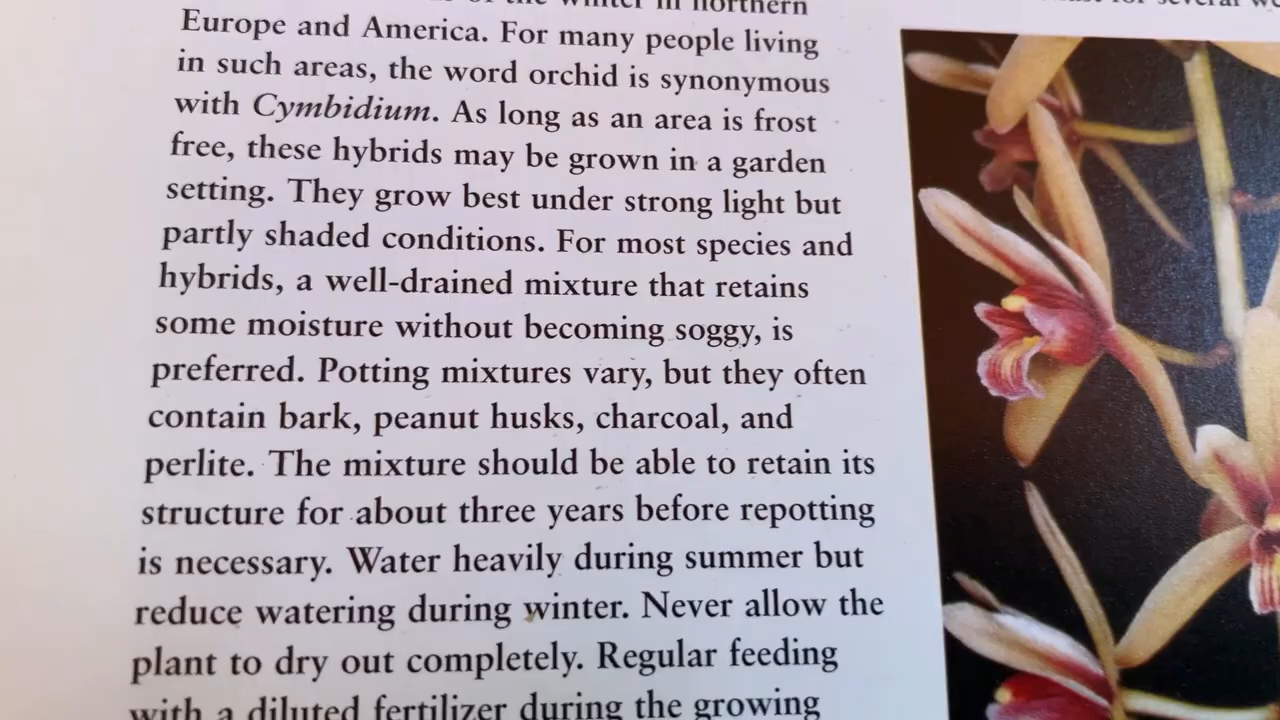 winter in northern
Europe and America. For many people living
in such areas, the word orchid is synonymous
with Cymbidium. As long as an area is frost
free, these hybrids may be grown in a garden
setting. They grow best under strong light but
partly shaded conditions. For most species and
hybrids, a well-drained mixture that retains
some moisture without becoming soggy, is
preferred. Potting mixtures vary, but they often
contain bark, peanut husks, charcoal, and
perlite. The mixture should be able to retain its
structure for about three years before repotting
is necessary. Water heavily during summer but
reduce watering during winter. Never allow the
plant to dry out completely. Regular feeding
with a diluted fertilizer during the growing
for several